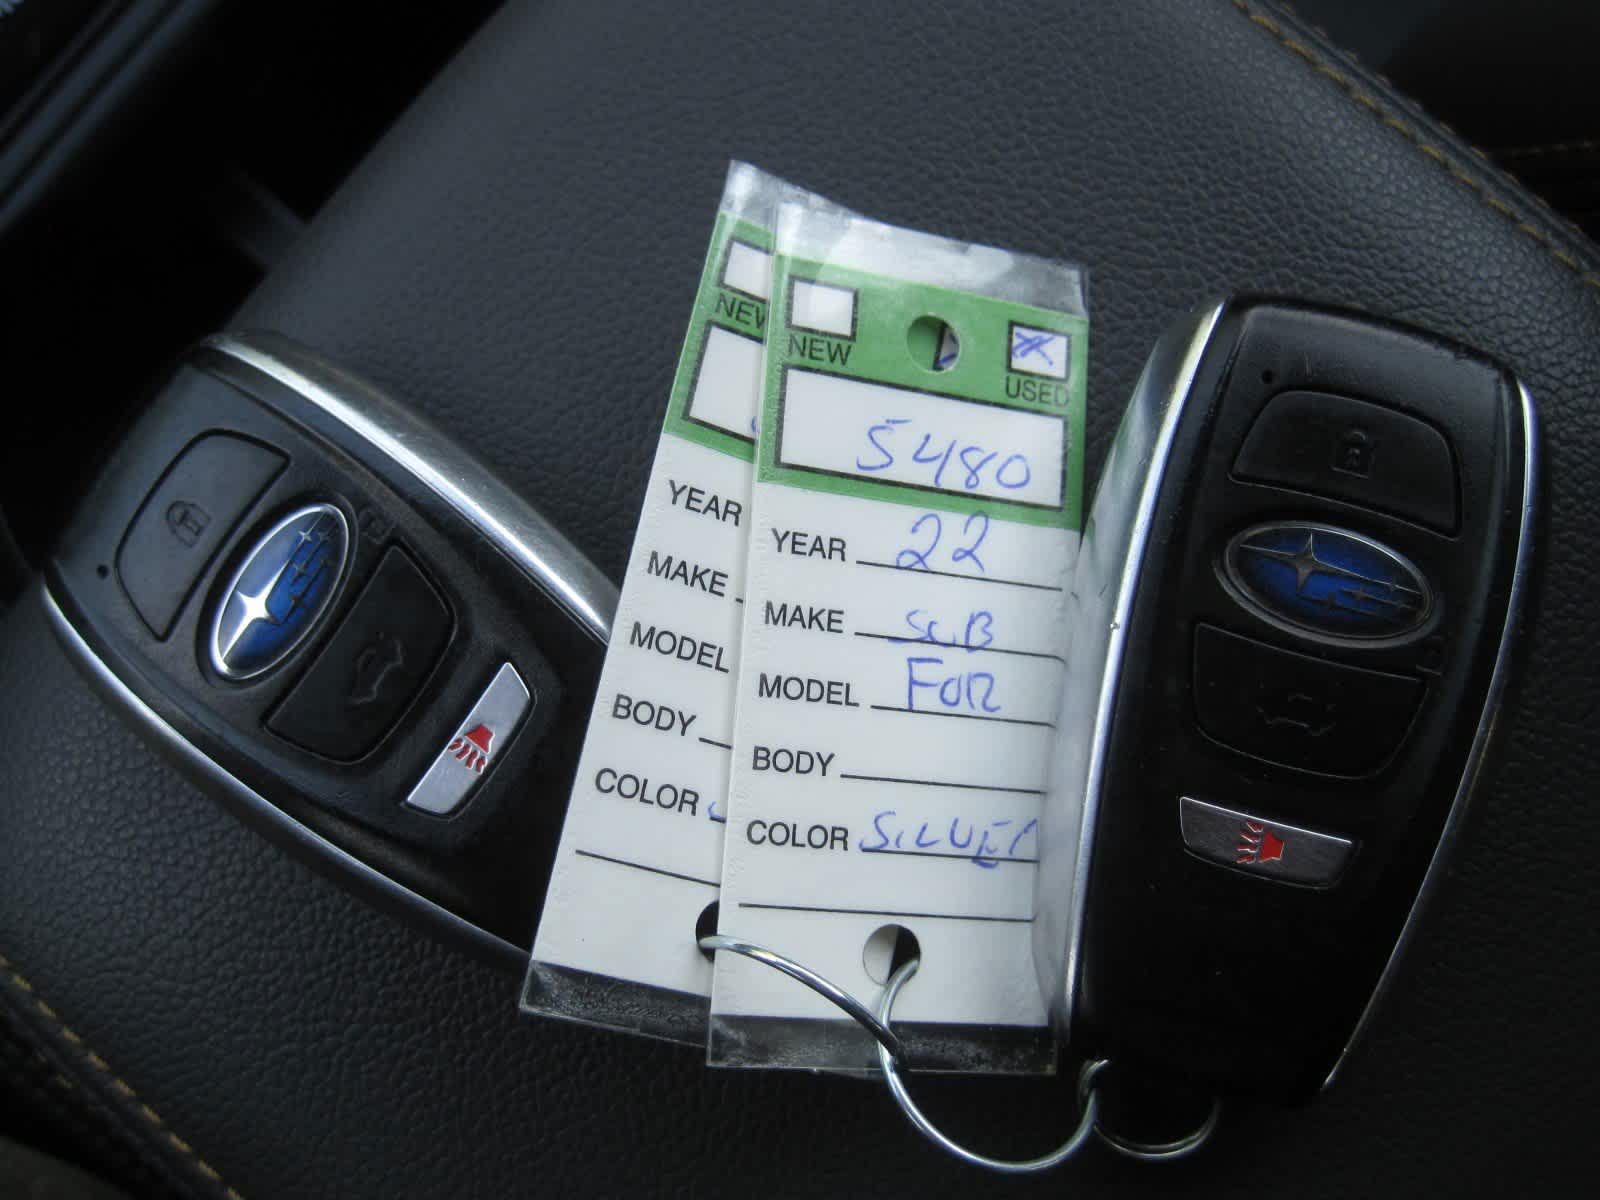 NEW
YEAR
MAKE
MODEL
BODY
COLOR
NEW USED
5480
YEAR 22
MAKE SUB
MODEL FOR
BODY
COLOR SILVER